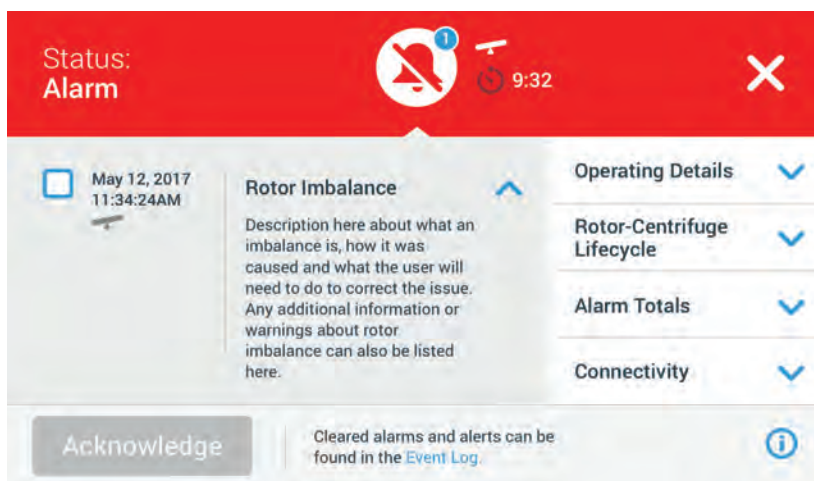 Status:
Alarm
1
9:32
May 12, 2017
11:34:24AM
Rotor Imbalance
Description here about what an
imbalance is, how it was
caused and what the user will
need to do to correct the issue.
Any additional information or
warnings about rotor
imbalance can also be listed
here.
Operating Details
Rotor-Centrifuge
Lifecycle
Alarm Totals
Connectivity
Acknowledge
Cleared alarms and alerts can be
found in the Event Log.